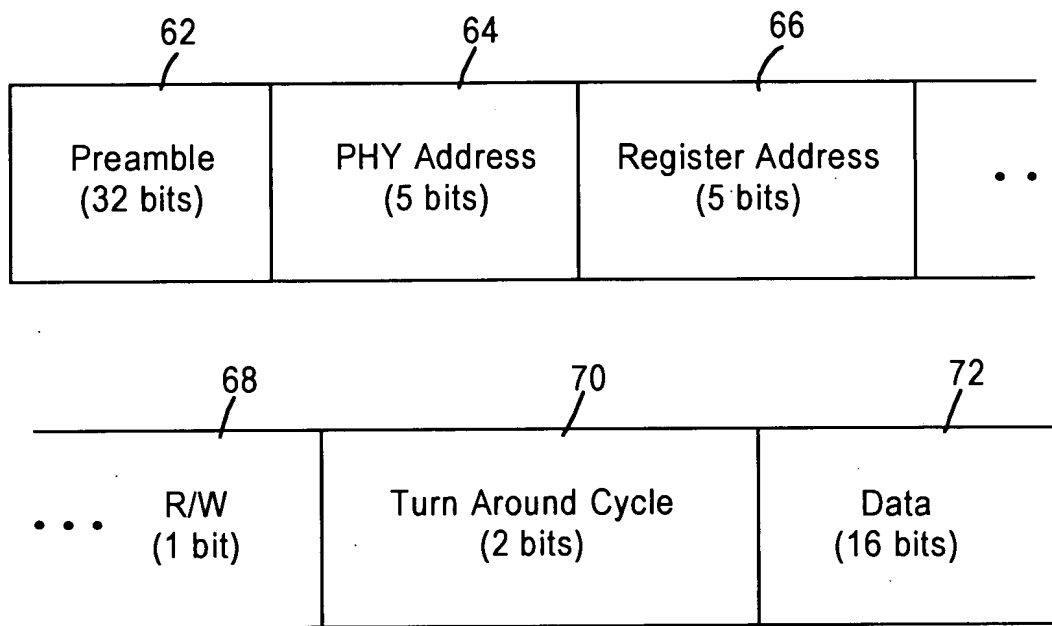 62 64 66
Preamble PHY Address Register Address
(32 bits) (5 bits) (5 bits)
68 70 72
R/W Turn Around Cycle Data
(1 bit) (2 bits) (16 bits)